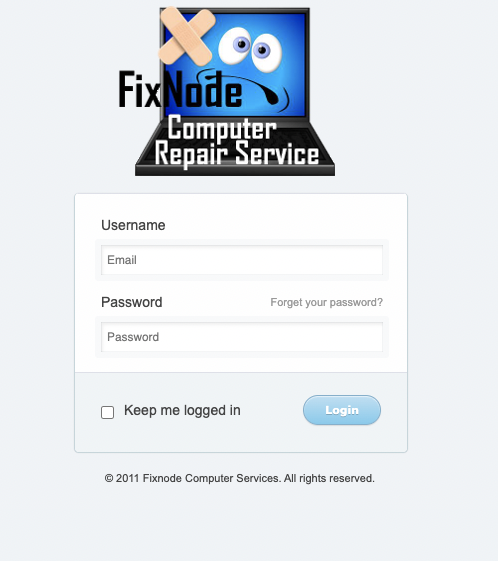 FixNode
Computer
Repair Service
Username
Email
Password
Forget your password?
Password
Keep me logged in
Login
© 2011 Fixnode Computer Services. All rights reserved.